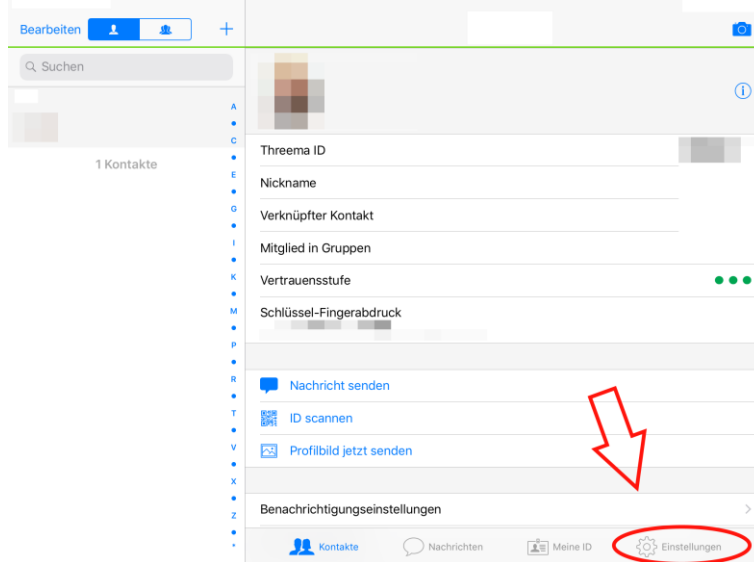 Bearbeiten
Suchen
1 Kontakte
A
C
E
G
I
K
M
P
R
T
V
X
Z
*
Threema ID
Nickname
Verknüpfter Kontakt
Mitglied in Gruppen
Vertrauensstufe
Schlüssel-Fingerabdruck
Nachricht senden
ID scannen
Profilbild jetzt senden
Benachrichtigungseinstellungen
Kontakte Nachrichten Meine ID Einstellungen